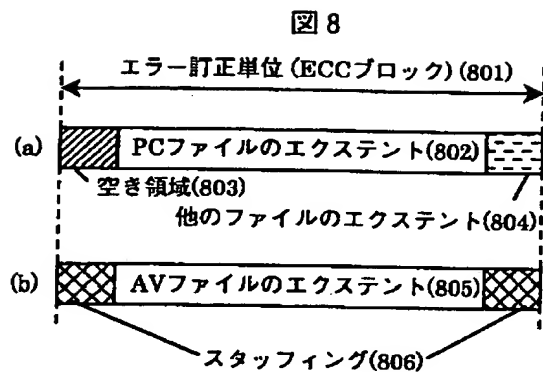 図8
エラー訂正単位(ECCブロック)(801)
(a)
PCファイルのエクステント(802)
空き領域(803)
他のファイルのエクステント(804)
(b)
AVファイルのエクステント(805)
スタッフィング(806)